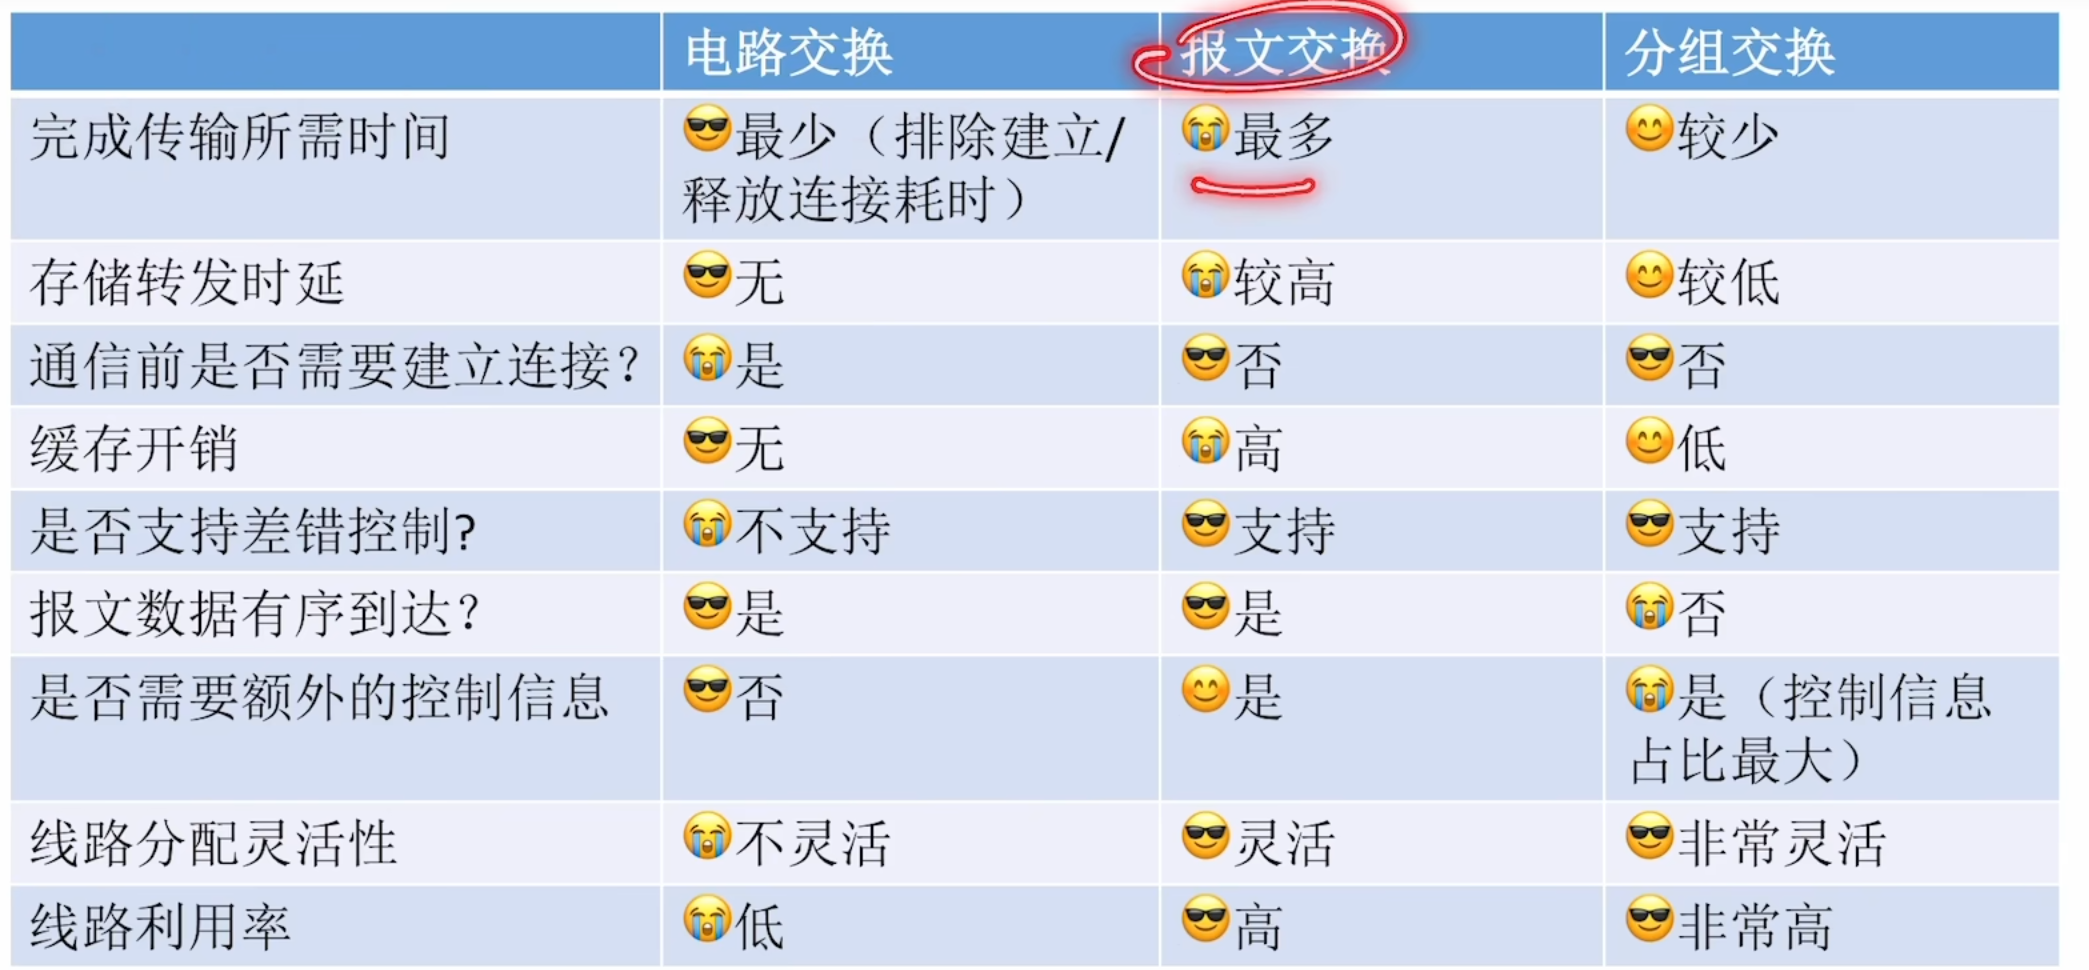 电路交换 报文交换 分组交换
完成传输所需时间 😎最少（排除建立/ 😭最多 😊较少
释放连接耗时）
存储转发时延 😎无 😭较高 😊较低
通信前是否需要建立连接？ 😭是 😎否 😎否
缓存开销 😎无 😭高 😊低
是否支持差错控制? 😭不支持 😎支持 😎支持
报文数据有序到达？ 😎是 😎是 😭否
是否需要额外的控制信息 😎否 😊是 😭是（控制信息
占比最大）
线路分配灵活性 😭不灵活 😎灵活 😎非常灵活
线路利用率 😭低 😎高 😎非常高